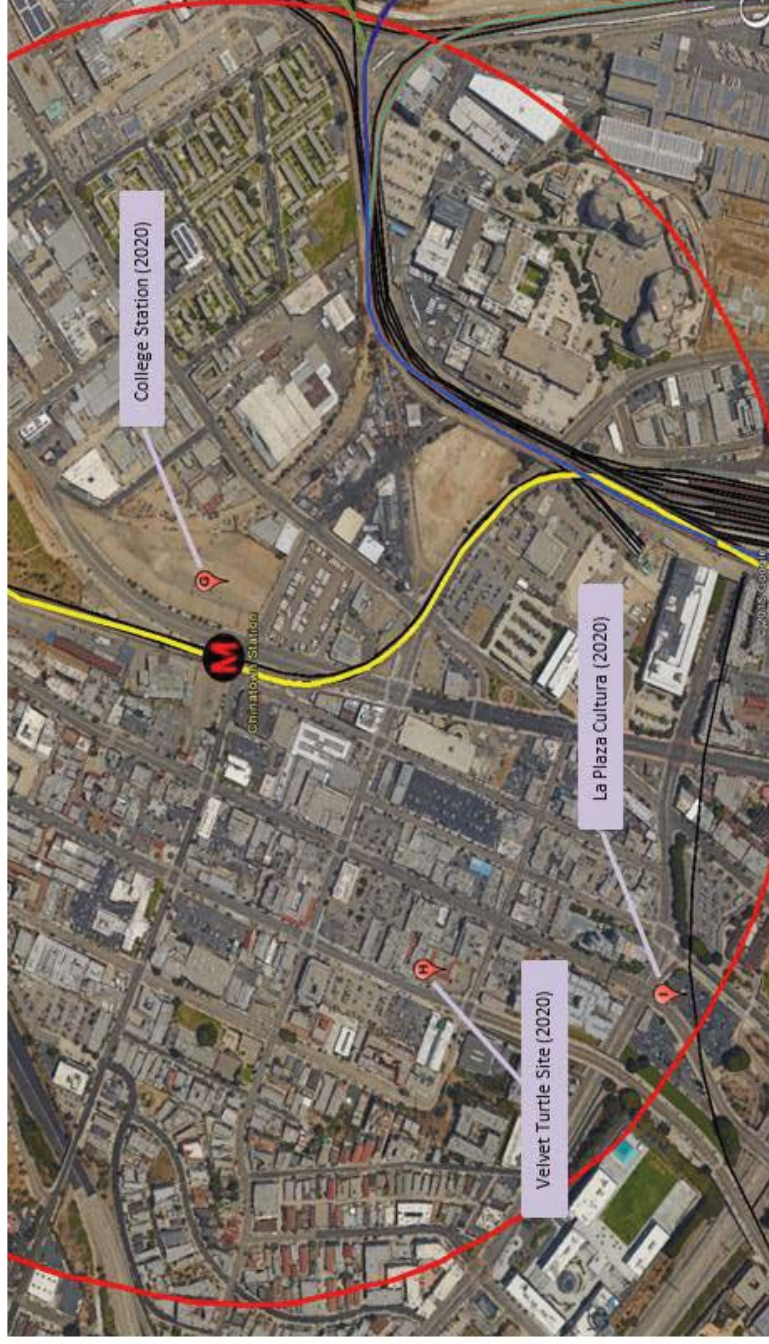 College Station (2020)
G
M
Chinatown Station
H
Velvet Turtle Site (2020)
La Plaza Cultura (2020)
I